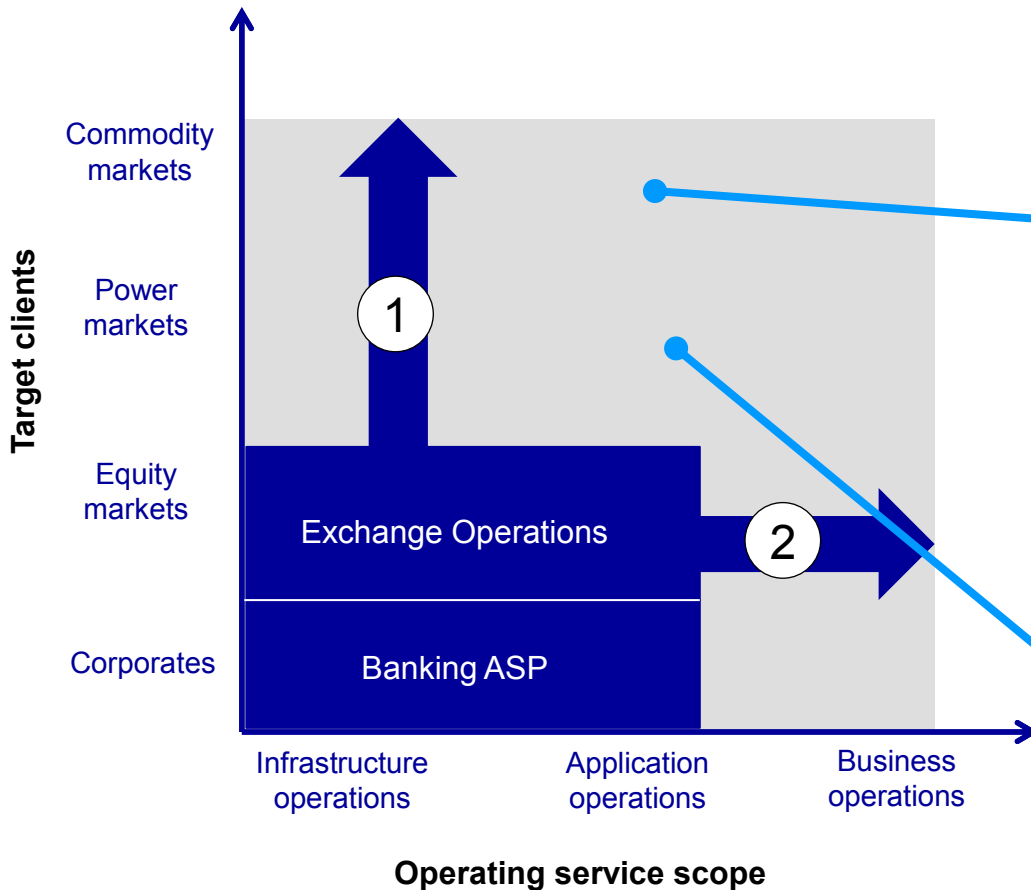 Commodity
markets
Power
markets
Equity
markets
Corporates
Target clients
1
2
Exchange Operations
Banking ASP
Infrastructure
operations
Application
operations
Business
operations
Operating service scope